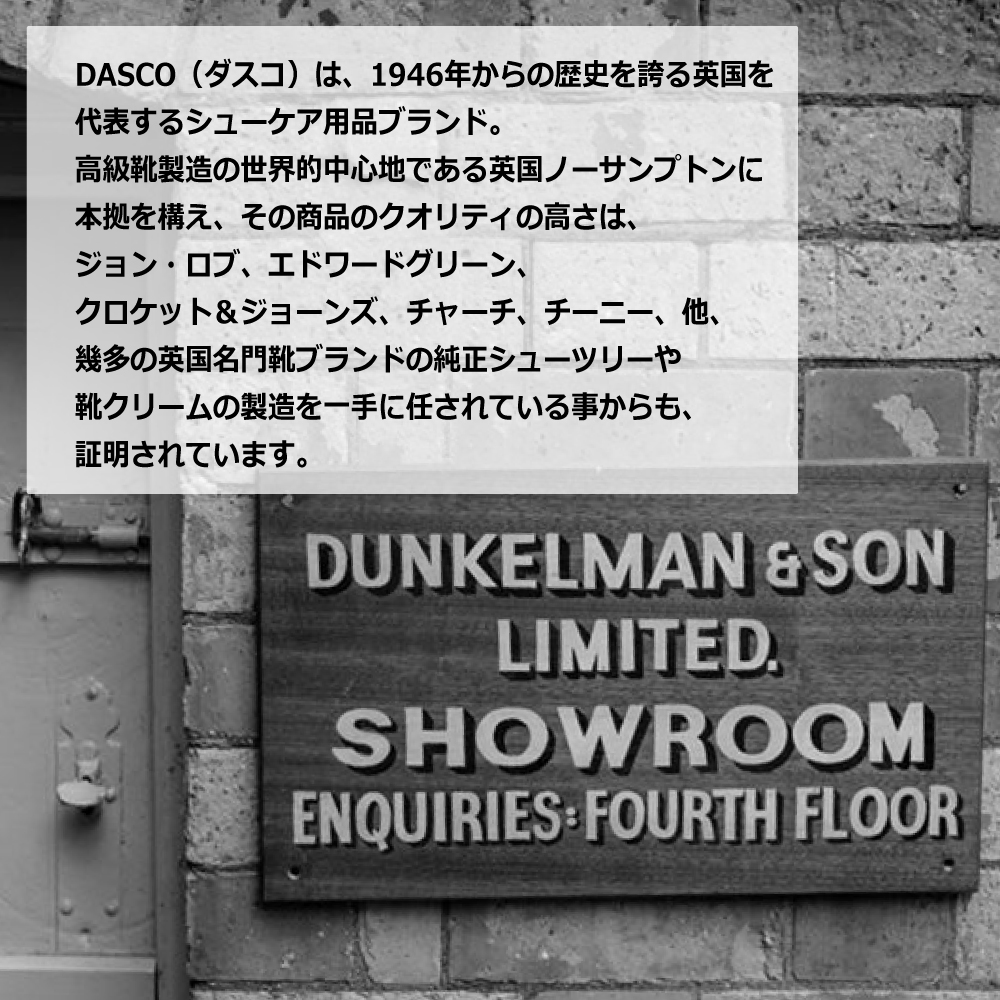 DASCO（ダスコ）は、1946年からの歴史を誇る英国を
代表するシューケア用品ブランド。
高級靴製造の世界的中心地である英国ノーサンプトンに
本拠を構え、その商品のクオリティの高さは、
ジョン・ロブ、エドワードグリーン、
クロケット＆ジョーンズ、チャーチ、チーニー、他、
幾多の英国名門靴ブランドの純正シューツリーや
靴クリームの製造を一手に任されている事からも、
証明されています。
DUNKELMAN & SON
LIMITED.
SHOWROOM
ENQUIRIES: FOURTH FLOOR